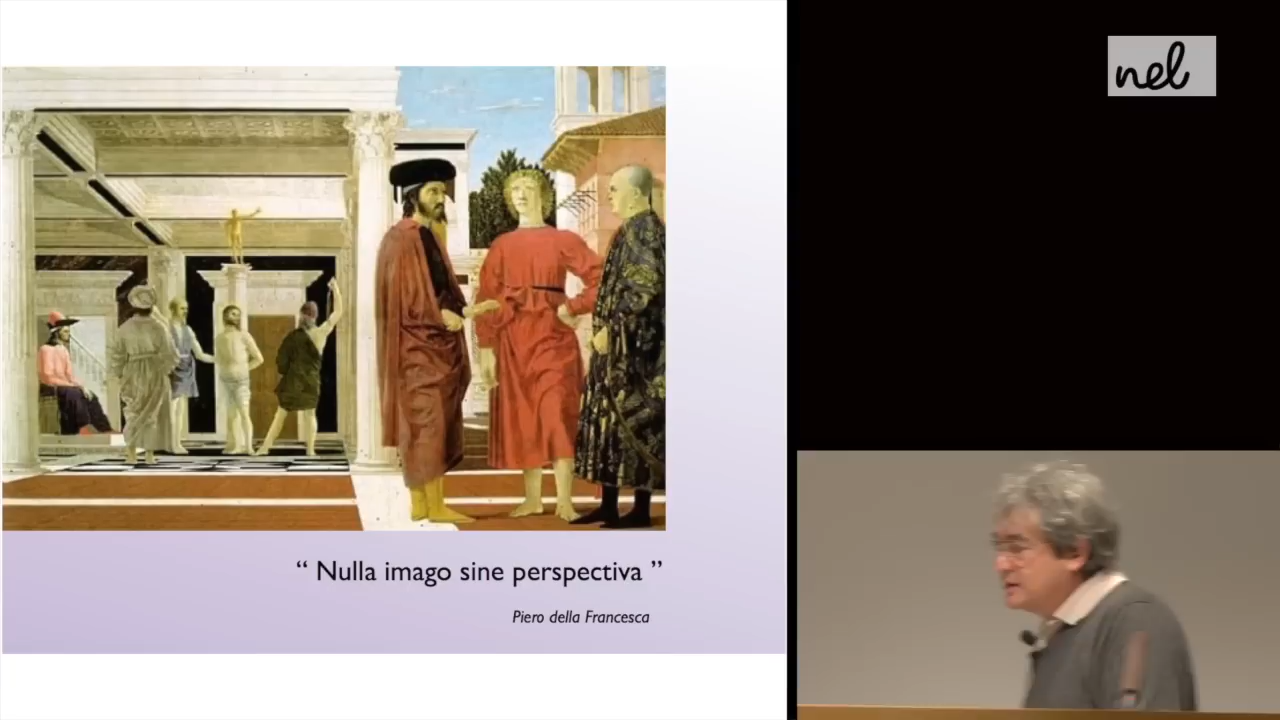 nel
“ Nulla imago sine perspectiva ”
Piero della Francesca